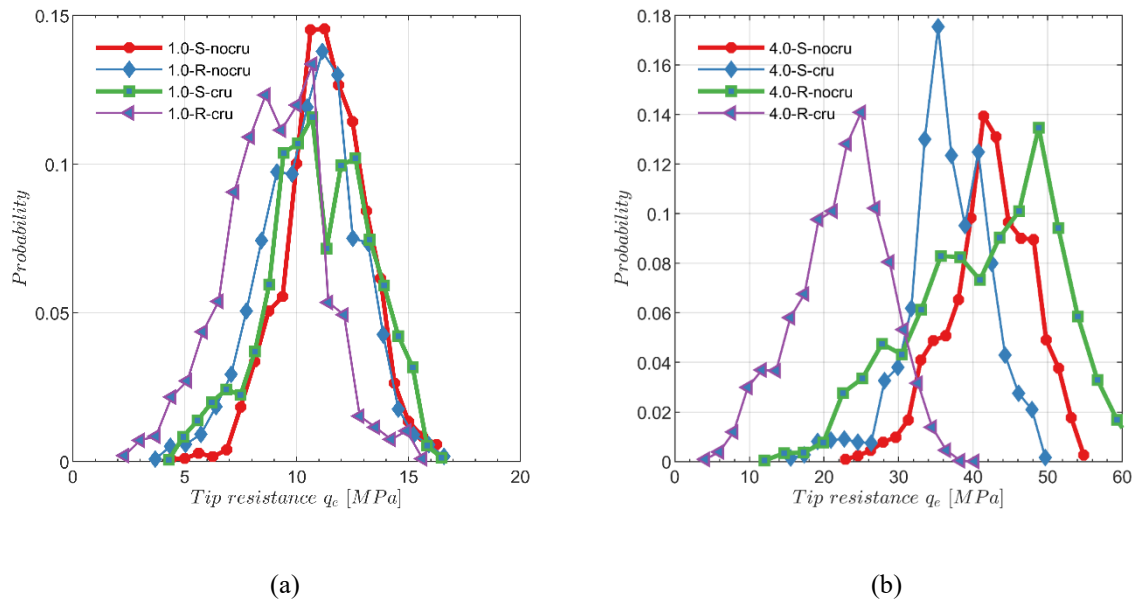 0.15
0.1
0.05
0
Probability
1.0-S-nocru
1.0-R-nocru
1.0-S-cru
1.0-R-cru
0 5 10 15 20
Tip resistance q_c [MPa]
(a)
0.18
0.16
0.14
0.12
0.1
0.08
0.06
0.04
0.02
0
Probability
4.0-S-nocru
4.0-S-cru
4.0-R-nocru
4.0-R-cru
0 10 20 30 40 50 60
Tip resistance q_e [MPa]
(b)